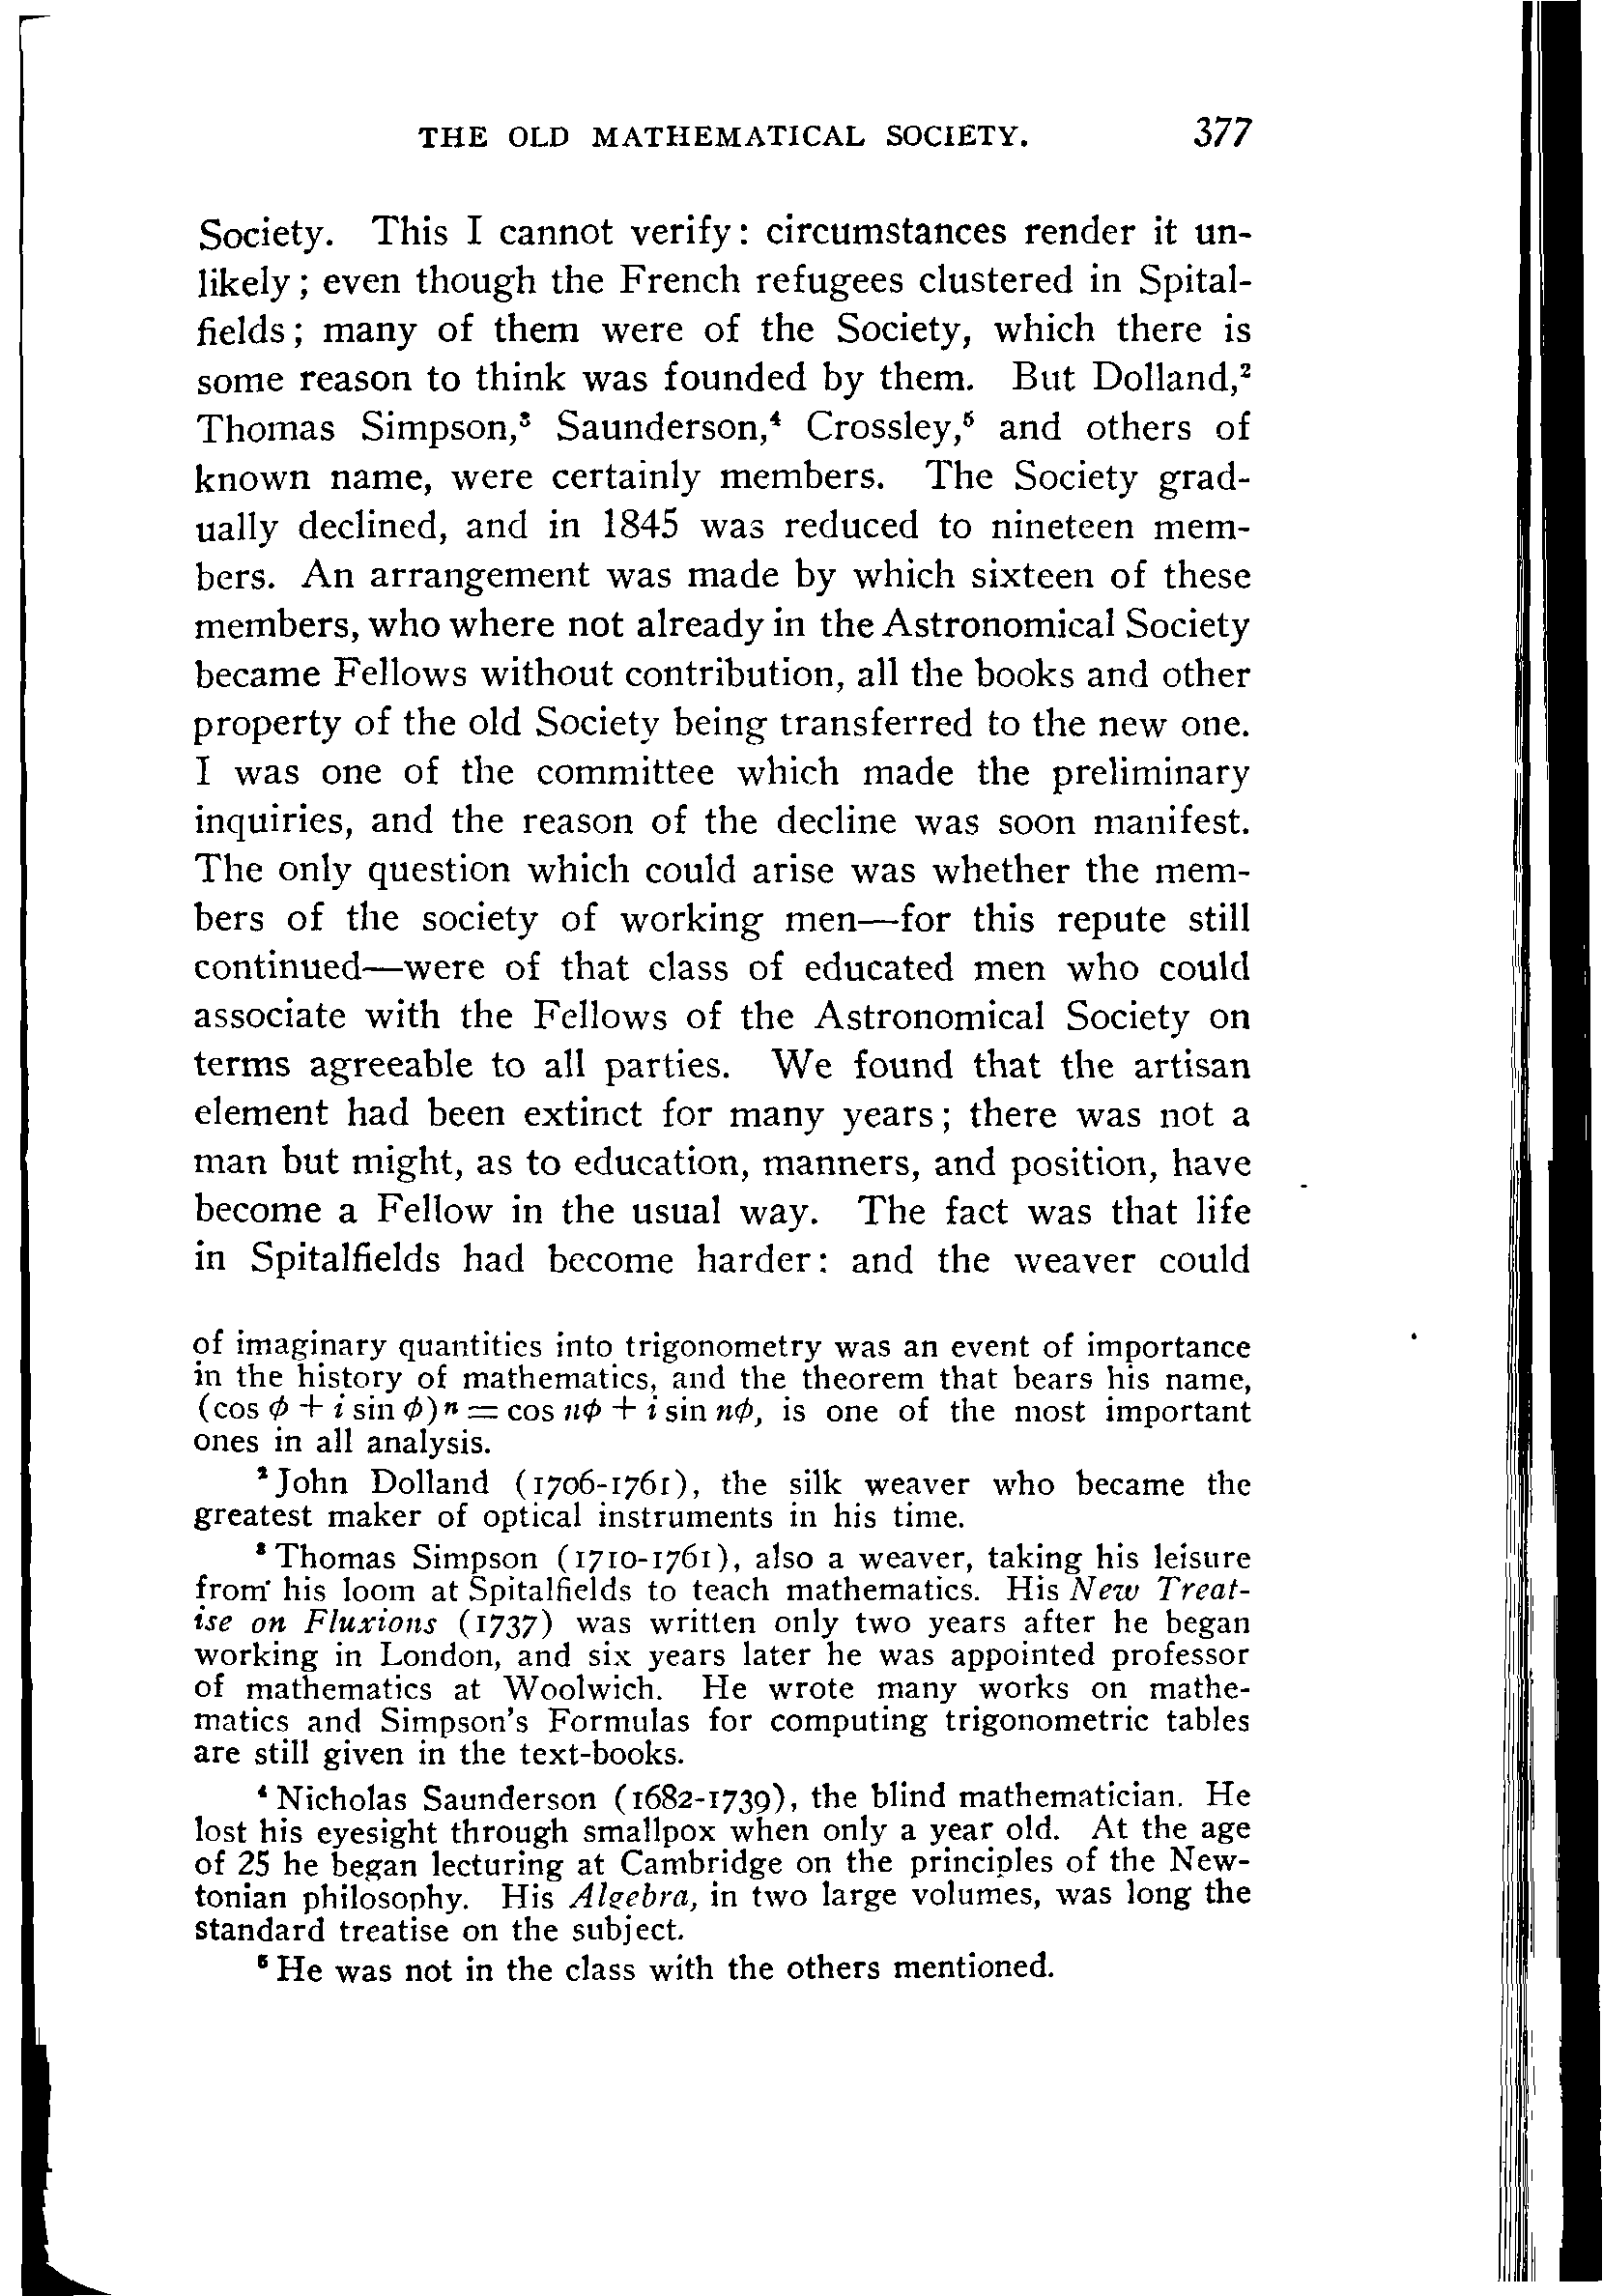 THE OLD MATHEMATICAL SOCIETY. 377
Society. This I cannot verify: circumstances render it un-
likely; even though the French refugees clustered in Spital-
fields; many of them were of the Society, which there is
some reason to think was founded by them. But Dolland,²
Thomas Simpson,³ Saunderson,⁴ Crossley,⁵ and others of
known name, were certainly members. The Society grad-
ually declined, and in 1845 was reduced to nineteen mem-
bers. An arrangement was made by which sixteen of these
members, who where not already in the Astronomical Society
became Fellows without contribution, all the books and other
property of the old Society being transferred to the new one.
I was one of the committee which made the preliminary
inquiries, and the reason of the decline was soon manifest.
The only question which could arise was whether the mem-
bers of the society of working men—for this repute still
continued—were of that class of educated men who could
associate with the Fellows of the Astronomical Society on
terms agreeable to all parties. We found that the artisan
element had been extinct for many years; there was not a
man but might, as to education, manners, and position, have
become a Fellow in the usual way. The fact was that life
in Spitalfields had become harder: and the weaver could
of imaginary quantities into trigonometry was an event of importance
in the history of mathematics, and the theorem that bears his name,
(cos φ + i sin φ)ⁿ = cos nφ + i sin nφ, is one of the most important
ones in all analysis.
² John Dolland (1706-1761), the silk weaver who became the
greatest maker of optical instruments in his time.
³ Thomas Simpson (1710-1761), also a weaver, taking his leisure
from his loom at Spitalfields to teach mathematics. His New Treat-
ise on Fluxions (1737) was written only two years after he began
working in London, and six years later he was appointed professor
of mathematics at Woolwich. He wrote many works on mathe-
matics and Simpson's Formulas for computing trigonometric tables
are still given in the text-books.
⁴ Nicholas Saunderson (1682-1739), the blind mathematician. He
lost his eyesight through smallpox when only a year old. At the age
of 25 he began lecturing at Cambridge on the principles of the New-
tonian philosophy. His Algebra, in two large volumes, was long the
standard treatise on the subject.
⁵ He was not in the class with the others mentioned.